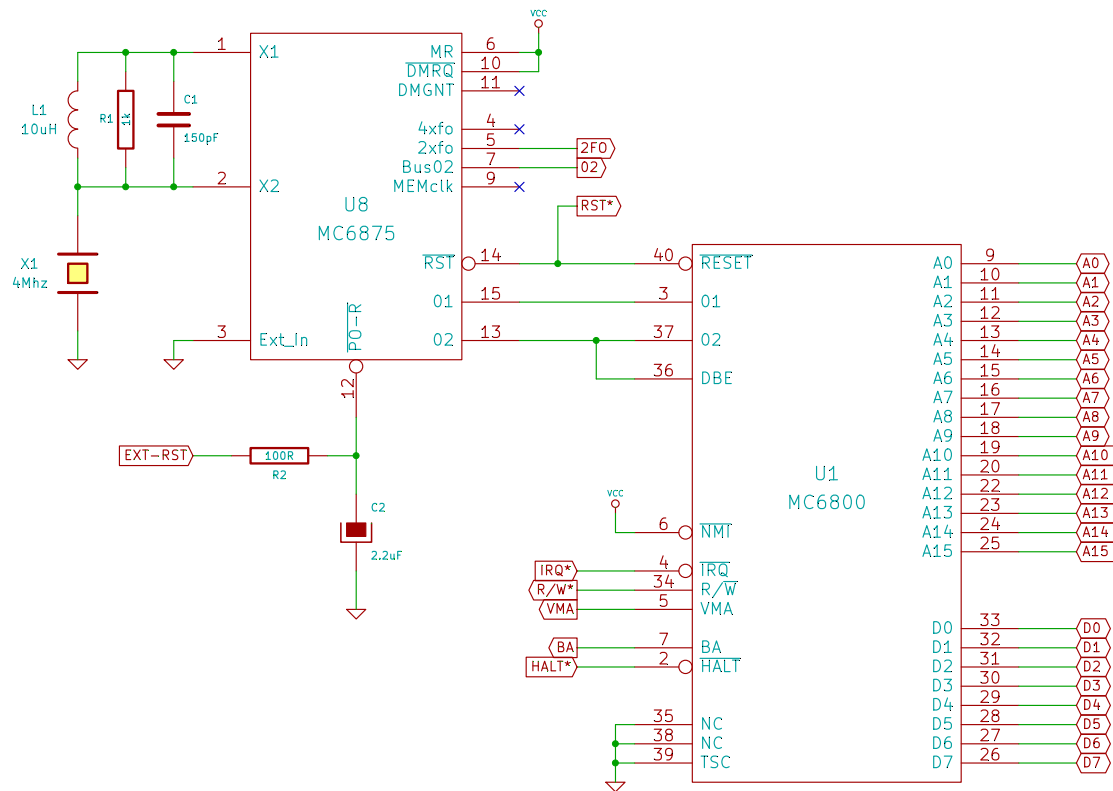 VCC
1
X1
MR
6
DMRQ
10
DMGNT
11
L1
10uH
R1
1k
C1
150pF
4xfo
4
2xfo
5
2FO
Bus02
7
02
2
X2
MEMclk
9
U8
MC6875
RST*
X1
4Mhz
RST
14
40
RESET
O1
15
3
O1
3
Ext_in
PO-R
O2
13
37
O2
36
DBE
12
EXT-RST
100R
R2
C2
2.2uF
U1
MC6800
VCC
6
NMI
IRQ*
4
IRQ
R/W*
34
R/W
VMA
5
VMA
BA
7
BA
HALT*
2
HALT
35
NC
38
NC
39
TSC
A0
9
A0
A1
10
A1
A2
11
A2
A3
12
A3
A4
13
A4
A5
14
A5
A6
15
A6
A7
16
A7
A8
17
A8
A9
18
A9
A10
19
A10
A11
20
A11
A12
22
A12
A13
23
A13
A14
24
A14
A15
25
A15
D0
33
D0
D1
32
D1
D2
31
D2
D3
30
D3
D4
29
D4
D5
28
D5
D6
27
D6
D7
26
D7